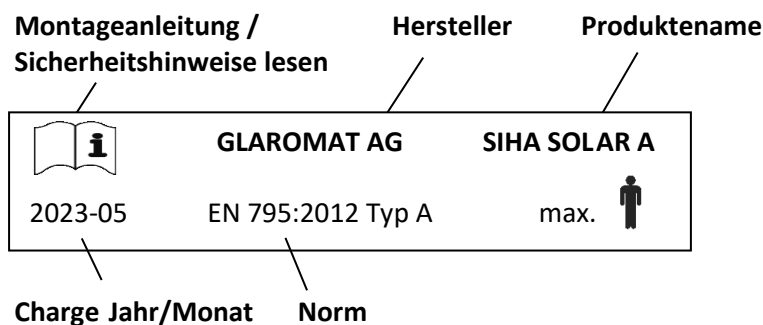 Montageanleitung / Hersteller Produktename
Sicherheitshinweise lesen
i GLAROMAT AG SIHA SOLAR A
2023-05 EN 795:2012 Typ A max.
Charge Jahr/Monat Norm